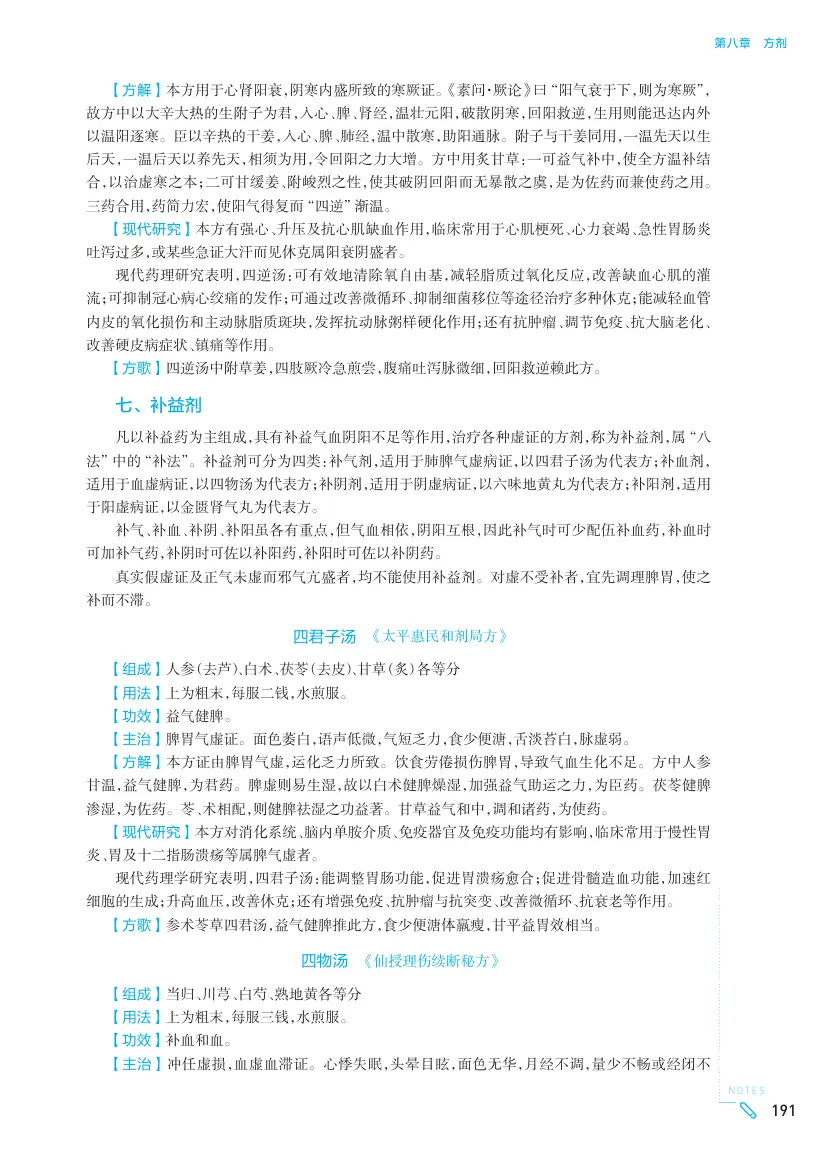 第八章　方剂
【方解】本方用于心肾阳衰,阴寒内盛所致的寒厥证。《素问·厥论》曰“阳气衰于下,则为寒厥”,
故方中以大辛大热的生附子为君,入心、脾、肾经,温壮元阳,破散阴寒,回阳救逆,生用则能迅达内外
以温阳逐寒。臣以辛热的干姜,入心、脾、肺经,温中散寒,助阳通脉。附子与干姜同用,一温先天以生
后天,一温后天以养先天,相须为用,令回阳之力大增。方中用炙甘草:一可益气补中,使全方温补结
合,以治虚寒之本;二可甘缓姜、附峻烈之性,使其破阴回阳而无暴散之虞,是为佐药而兼使药之用。
三药合用,药简力宏,使阳气得复而“四逆”渐温。
【现代研究】本方有强心、升压及抗心肌缺血作用,临床常用于心肌梗死、心力衰竭、急性胃肠炎
吐泻过多,或某些急证大汗而见休克属阳衰阴盛者。
现代药理研究表明,四逆汤:可有效地清除氧自由基,减轻脂质过氧化反应,改善缺血心肌的灌
流;可抑制冠心病心绞痛的发作;可通过改善微循环、抑制细菌移位等途径治疗多种休克;能减轻血管
内皮的氧化损伤和主动脉脂质斑块,发挥抗动脉粥样硬化作用;还有抗肿瘤、调节免疫、抗大脑老化、
改善硬皮病症状、镇痛等作用。
【方歌】四逆汤中附草姜,四肢厥冷急煎尝,腹痛吐泻脉微细,回阳救逆赖此方。
七、补益剂
凡以补益药为主组成,具有补益气血阴阳不足等作用,治疗各种虚证的方剂,称为补益剂,属“八
法”中的“补法”。补益剂可分为四类:补气剂,适用于肺脾气虚病证,以四君子汤为代表方;补血剂,
适用于血虚病证,以四物汤为代表方;补阴剂,适用于阴虚病证,以六味地黄丸为代表方;补阳剂,适用
于阳虚病证,以金匮肾气丸为代表方。
补气、补血、补阴、补阳虽各有重点,但气血相依,阴阳互根,因此补气时可少配伍补血药,补血时
可加补气药,补阴时可佐以补阳药,补阳时可佐以补阴药。
真实假虚证及正气未虚而邪气亢盛者,均不能使用补益剂。对虚不受补者,宜先调理脾胃,使之
补而不滞。
四君子汤　《太平惠民和剂局方》
【组成】人参(去芦)、白术、茯苓(去皮)、甘草(炙)各等分
【用法】上为粗末,每服二钱,水煎服。
【功效】益气健脾。
【主治】脾胃气虚证。面色萎白,语声低微,气短乏力,食少便溏,舌淡苔白,脉虚弱。
【方解】本方证由脾胃气虚,运化乏力所致。饮食劳倦损伤脾胃,导致气血生化不足。方中人参
甘温,益气健脾,为君药。脾虚则易生湿,故以白术健脾燥湿,加强益气助运之力,为臣药。茯苓健脾
渗湿,为佐药。苓、术相配,则健脾祛湿之功益著。甘草益气和中,调和诸药,为使药。
【现代研究】本方对消化系统、脑内单胺介质、免疫器官及免疫功能均有影响,临床常用于慢性胃
炎、胃及十二指肠溃疡等属脾气虚者。
现代药理学研究表明,四君子汤:能调整胃肠功能,促进胃溃疡愈合;促进骨髓造血功能,加速红
细胞的生成;升高血压,改善休克;还有增强免疫、抗肿瘤与抗突变、改善微循环、抗衰老等作用。
【方歌】参术苓草四君汤,益气健脾推此方,食少便溏体羸瘦,甘平益胃效相当。
四物汤　《仙授理伤续断秘方》
【组成】当归、川芎、白芍、熟地黄各等分
【用法】上为粗末,每服三钱,水煎服。
【功效】补血和血。
【主治】冲任虚损,血虚血滞证。心悸失眠,头晕目眩,面色无华,月经不调,量少不畅或经闭不
NOTES
191